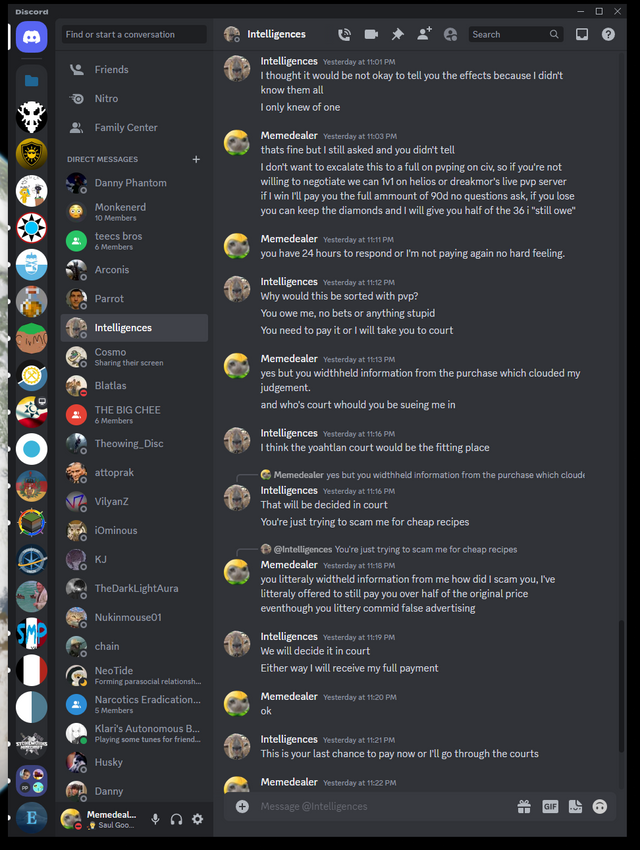 Discord
Find or start a conversation
Friends
Nitro
Family Center
DIRECT MESSAGES
Danny Phantom
Monkenerd
10 Members
teecs bros
6 Members
Arconis
Parrot
Intelligences
Cosmo
Sharing their screen
Blatlas
THE BIG CHEE
6 Members
Theowing_Disc
attoprak
VilyanZ
iOminous
KJ
TheDarkLightAura
Nukinmouse01
chain
NeoTide
Forming parasocial relationsh...
Narcotics Eradication...
5 Members
Klari's Autonomous B...
Playing some tunes for friend...
Husky
Danny
Memedeal...
Saul Goo...
Intelligences
Search
Intelligences Yesterday at 11:01 PM
I thought it would be not okay to tell you the effects because I didn't
know them all
I only knew of one
Memedealer Yesterday at 11:03 PM
thats fine but I still asked and you didn't tell
I don't want to excalate this to a full on pvping on civ, so if you're not
willing to negotiate we can 1v1 on helios or dreakmor's live pvp server
if I win I'll pay you the full ammount of 90d no questions ask, if you lose
you can keep the diamonds and I will give you half of the 36 i "still owe"
Memedealer Yesterday at 11:11 PM
you have 24 hours to respond or I'm not paying again no hard feeling.
Intelligences Yesterday at 11:12 PM
Why would this be sorted with pvp?
You owe me, no bets or anything stupid
You need to pay it or I will take you to court
Memedealer Yesterday at 11:13 PM
yes but you widthheld information from the purchase which clouded my
judgement.
and who's court whould you be sueing me in
Intelligences Yesterday at 11:16 PM
I think the yoahtlan court would be the fitting place
Memedealer yes but you widthheld information from the purchase which cloude
Intelligences Yesterday at 11:16 PM
That will be decided in court
You're just trying to scam me for cheap recipes
@Intelligences You're just trying to scam me for cheap recipes
Memedealer Yesterday at 11:18 PM
you litteraly widtheld information from me how did I scam you, I've
litteraly offered to still pay you over half of the original price
eventhough you littery commid false advertising
Intelligences Yesterday at 11:19 PM
We will decide it in court
Either way I will receive my full payment
Memedealer Yesterday at 11:20 PM
ok
Intelligences Yesterday at 11:21 PM
This is your last chance to pay now or I'll go through the courts
Memedealer Yesterday at 11:22 PM
Message @Intelligences
GIF